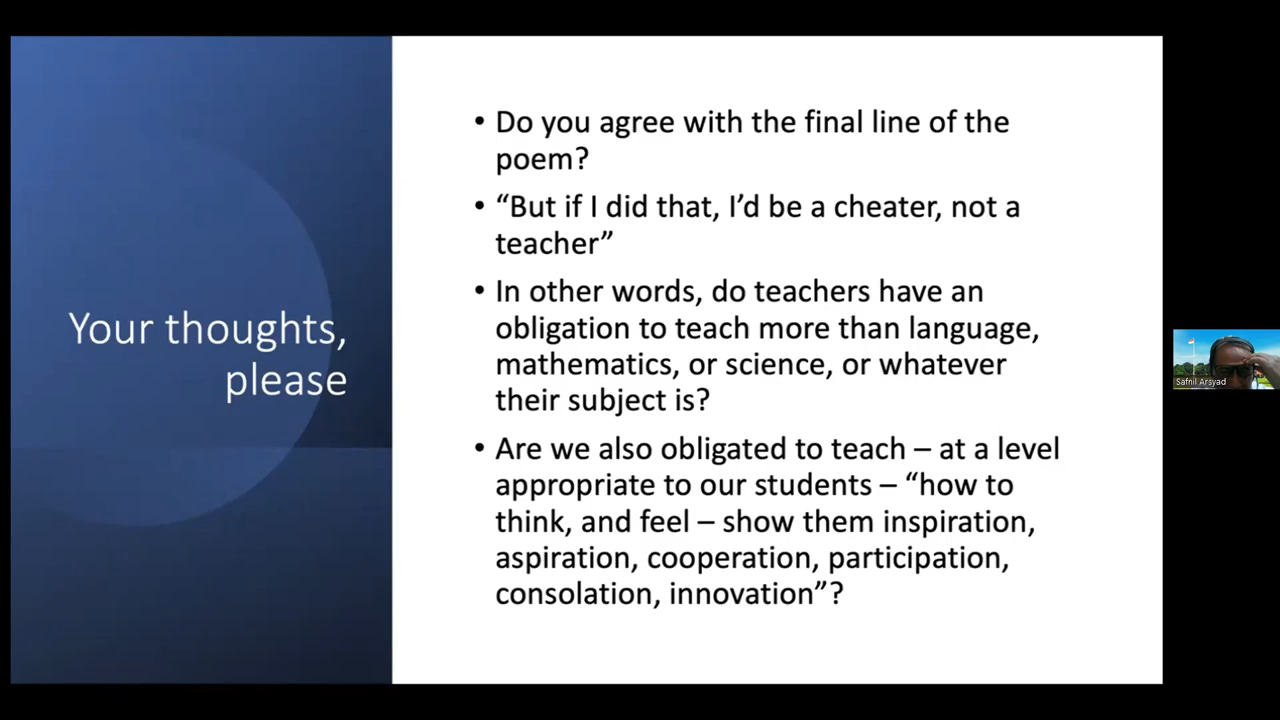 Your thoughts,
please
• Do you agree with the final line of the
poem?
• “But if I did that, I’d be a cheater, not a
teacher”
• In other words, do teachers have an
obligation to teach more than language,
mathematics, or science, or whatever
their subject is?
• Are we also obligated to teach – at a level
appropriate to our students – “how to
think, and feel – show them inspiration,
aspiration, cooperation, participation,
consolation, innovation”?
Safnil Arsyad